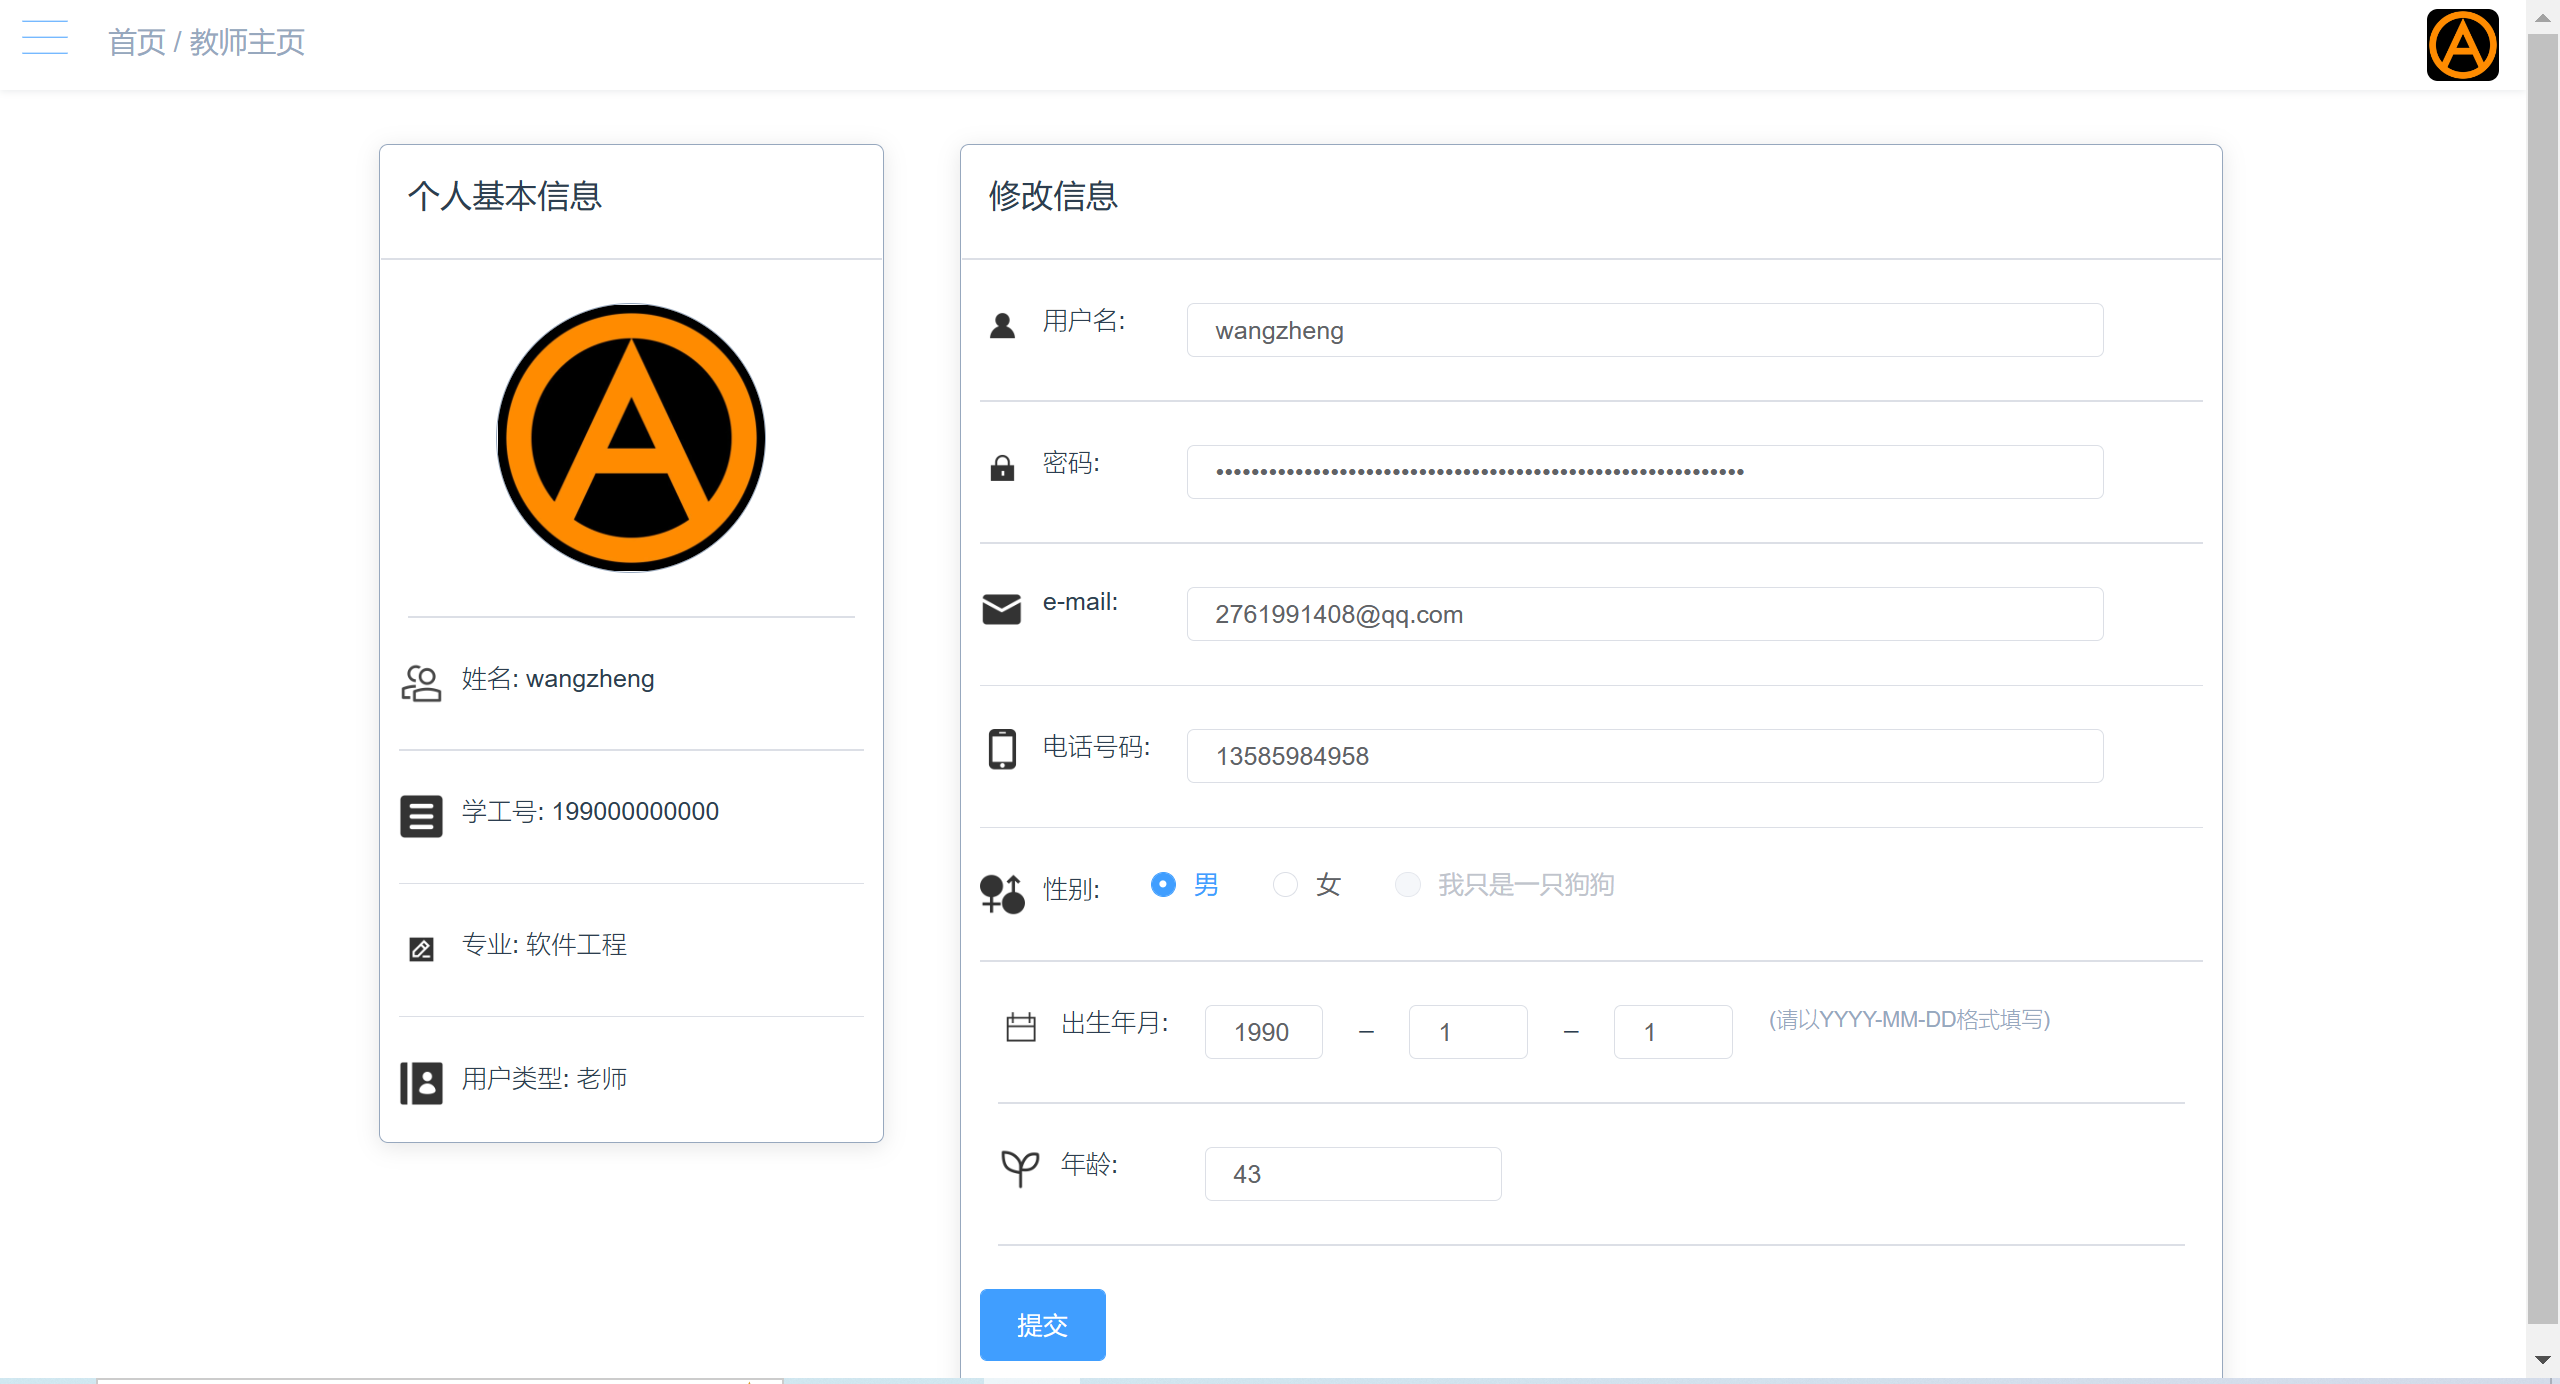 首页 / 教师主页
个人基本信息
姓名: wangzheng
学工号: 199000000000
专业: 软件工程
用户类型: 老师
修改信息
用户名: wangzheng
密码: ••••••••••••••••••••••••••••••••••••••••••••••••••••••••••••
e-mail: 2761991408@qq.com
电话号码: 13585984958
性别: 男 女 我只是一只狗狗
出生年月: 1990 – 1 – 1 (请以YYYY-MM-DD格式填写)
年龄: 43
提交